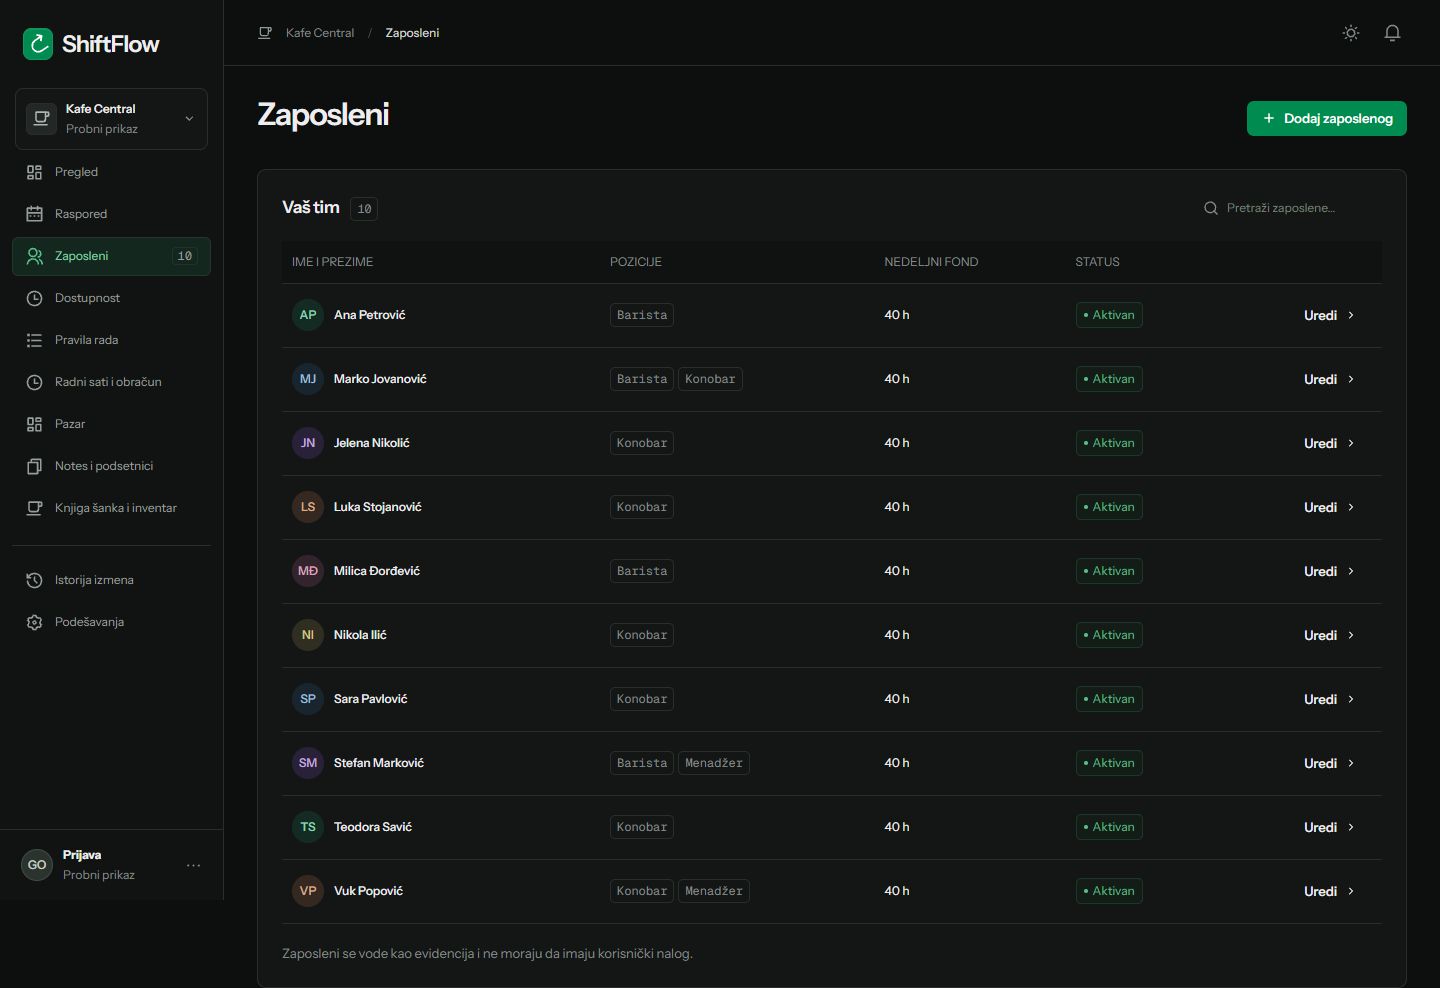 ShiftFlow
Kafe Central
Probni prikaz
Pregled
Raspored
Zaposleni 10
Dostupnost
Pravila rada
Radni sati i obračun
Pazar
Notes i podsetnici
Knjiga šanka i inventar
Istorija izmena
Podešavanja
GO
Prijava
Probni prikaz
Kafe Central / Zaposleni
Zaposleni
+ Dodaj zaposlenog
Vaš tim 10
Pretraži zaposlene...
IME I PREZIME POZICIJE NEDELJNI FOND STATUS
AP Ana Petrović Barista 40 h Aktivan Uredi
MJ Marko Jovanović Barista Konobar 40 h Aktivan Uredi
JN Jelena Nikolić Konobar 40 h Aktivan Uredi
LS Luka Stojanović Konobar 40 h Aktivan Uredi
MĐ Milica Đorđević Barista 40 h Aktivan Uredi
NI Nikola Ilić Konobar 40 h Aktivan Uredi
SP Sara Pavlović Konobar 40 h Aktivan Uredi
SM Stefan Marković Barista Menadžer 40 h Aktivan Uredi
TS Teodora Savić Konobar 40 h Aktivan Uredi
VP Vuk Popović Konobar Menadžer 40 h Aktivan Uredi
Zaposleni se vode kao evidencija i ne moraju da imaju korisnički nalog.